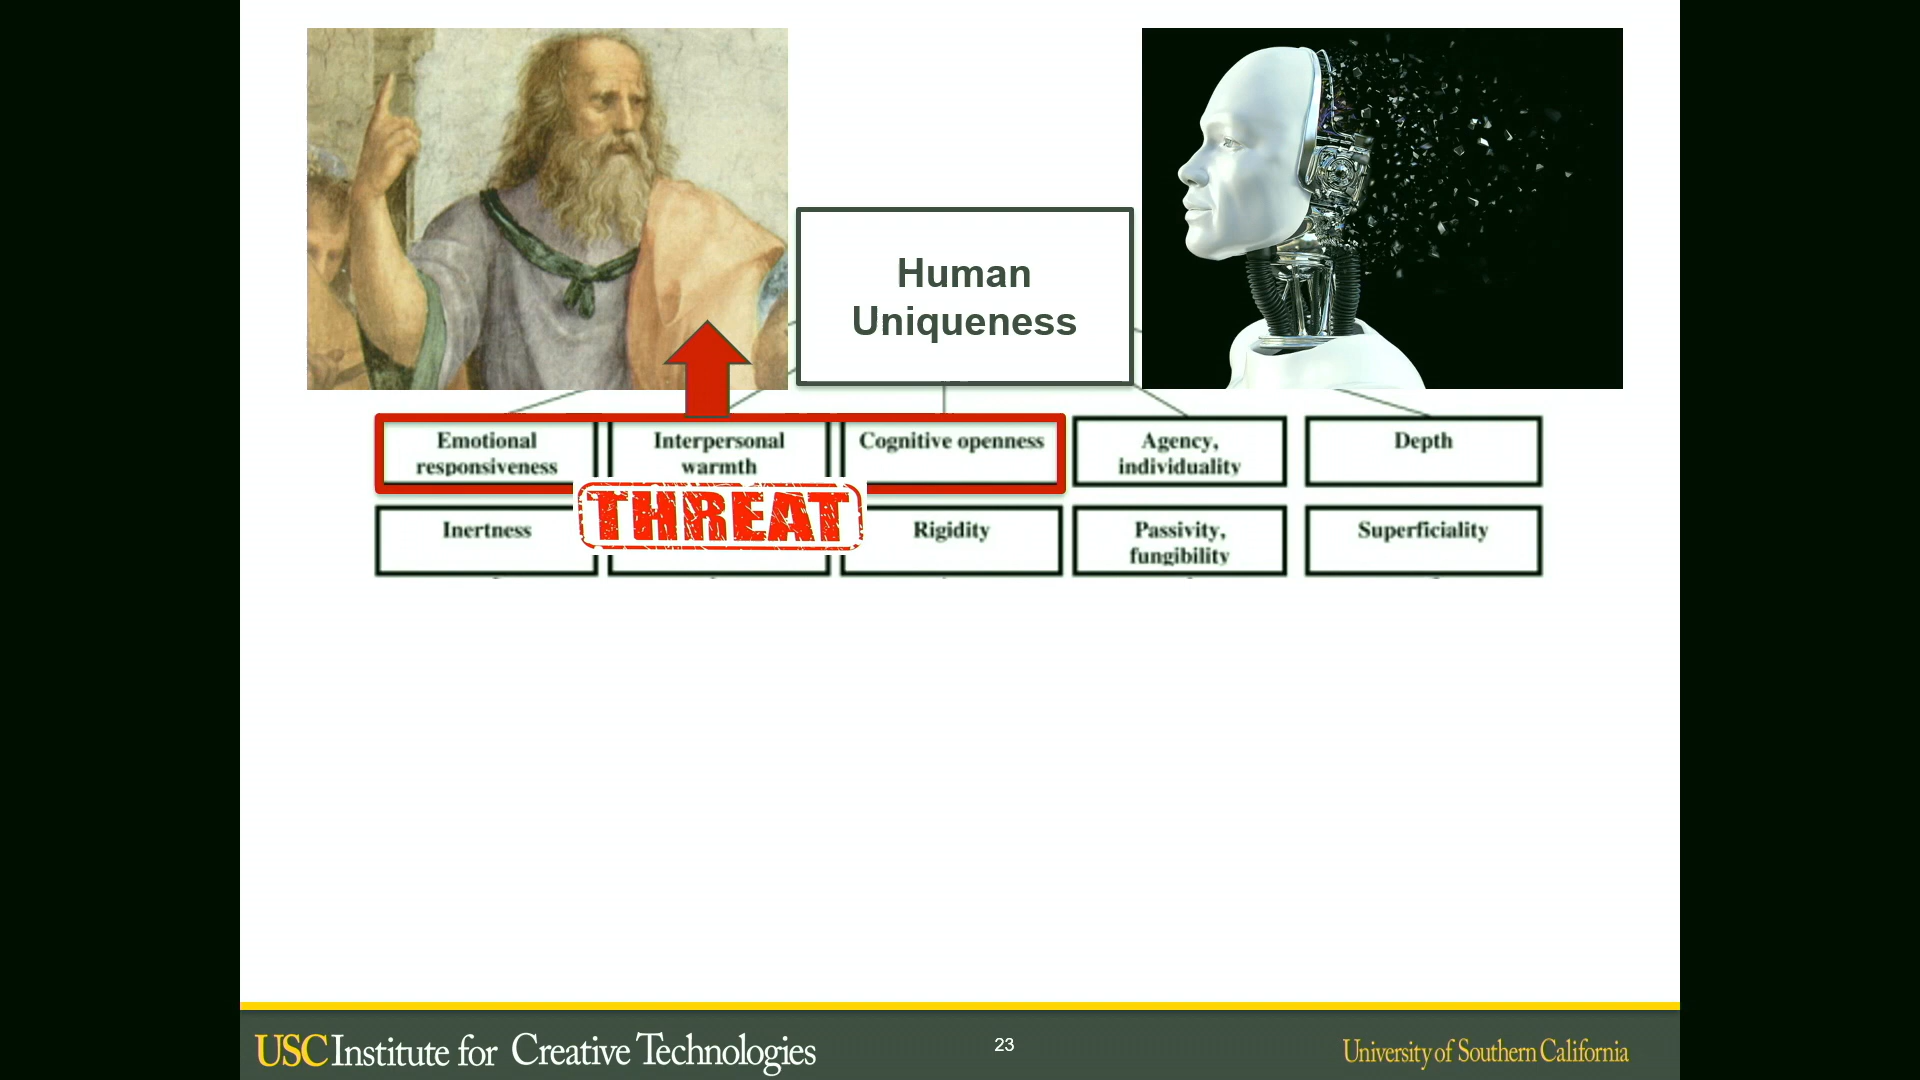 Human
Uniqueness
Emotional
responsiveness
Interpersonal
warmth
Cognitive openness
Agency,
individuality
Depth
THREAT
Inertness
Rigidity
Passivity,
fungibility
Superficiality
USC Institute for Creative Technologies
23
University of Southern California